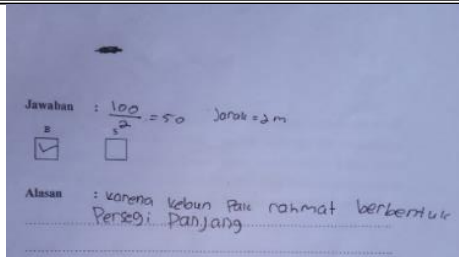 Jawaban : 100/2 = 50 Jarak = 2 m
B S
Alasan : Karena kebun Pak rahmat berbentuk
Persegi Panjang